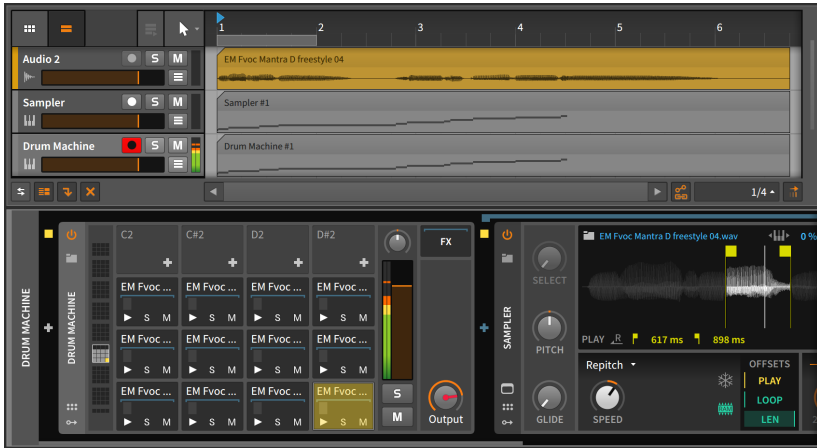 1 2 3 4 5 6
Audio 2 S M
EM Fvoc Mantra D freestyle 04
Sampler S M
Sampler #1
Drum Machine S M
Drum Machine #1
1/4
DRUM MACHINE
DRUM MACHINE
C2 C#2 D2 D#2
EM Fvoc ... EM Fvoc ... EM Fvoc ... EM Fvoc ...
S M S M S M S M
EM Fvoc ... EM Fvoc ... EM Fvoc ... EM Fvoc ...
S M S M S M S M
EM Fvoc ... EM Fvoc ... EM Fvoc ... EM Fvoc ...
S M S M S M S M
S
M
FX
Output
SAMPLER
SELECT
PITCH
GLIDE
EM Fvoc Mantra D freestyle 04.wav 0 %
PLAY R 617 ms 898 ms
Repitch
SPEED
OFFSETS
PLAY
LOOP
LEN